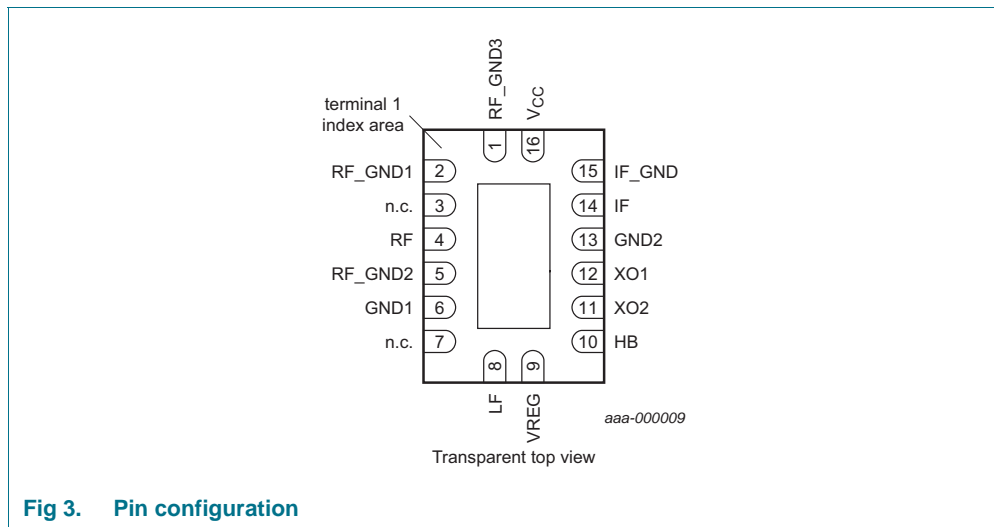 RF_GND3
VCC
terminal 1
index area
1
16
RF_GND1 2
15 IF_GND
n.c. 3
14 IF
RF 4
13 GND2
RF_GND2 5
12 XO1
GND1 6
11 XO2
n.c. 7
10 HB
8
9
LF
VREG
aaa-000009
Transparent top view
Fig 3. Pin configuration